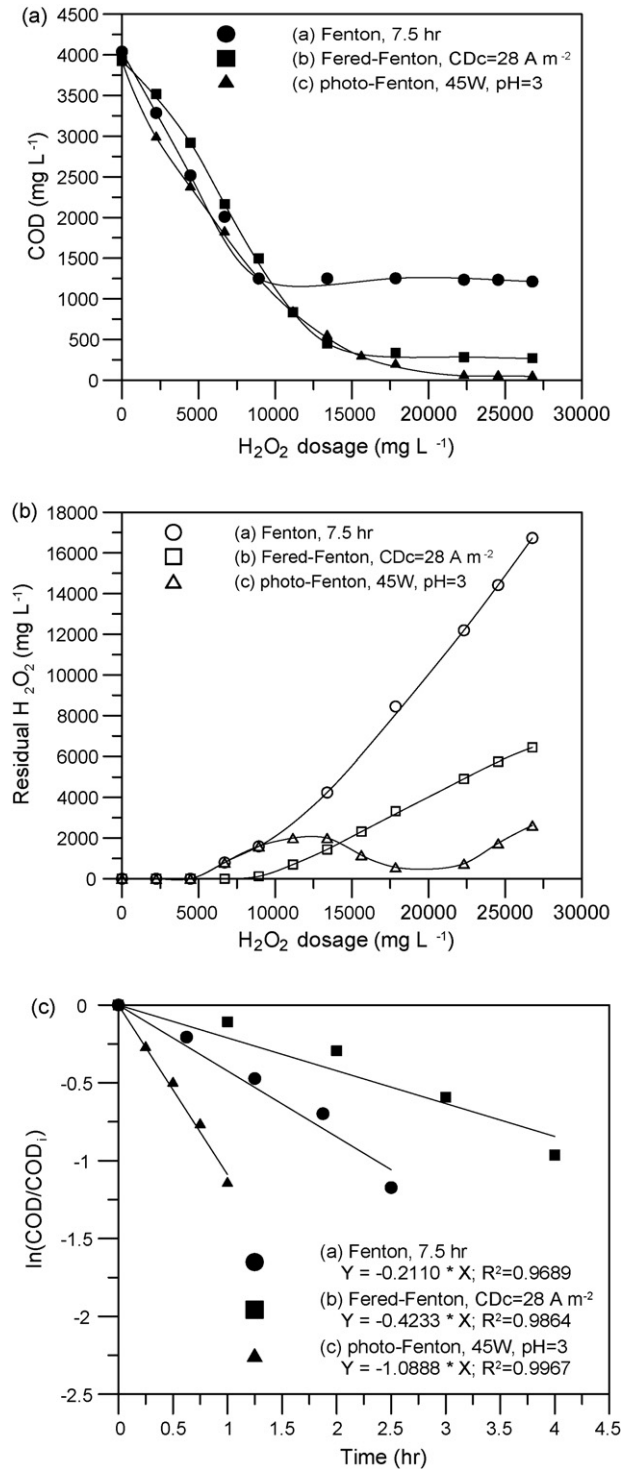 (a)
4500
4000
3500
3000
2500
2000
1500
1000
500
0
COD (mg L -1)
(a) Fenton, 7.5 hr
(b) Fered-Fenton, CDc=28 A m-2
(c) photo-Fenton, 45W, pH=3
0 5000 10000 15000 20000 25000 30000
H2O2 dosage (mg L -1)
(b)
18000
16000
14000
12000
10000
8000
6000
4000
2000
0
Residual H2O2 (mg L-1)
(a) Fenton, 7.5 hr
(b) Fered-Fenton, CDc=28 A m-2
(c) photo-Fenton, 45W, pH=3
0 5000 10000 15000 20000 25000 30000
H2O2 dosage (mg L -1)
(c)
0
-0.5
-1
-1.5
-2
-2.5
ln(COD/CODi)
(a) Fenton, 7.5 hr
Y = -0.2110 * X; R2=0.9689
(b) Fered-Fenton, CDc=28 A m-2
Y = -0.4233 * X; R2=0.9864
(c) photo-Fenton, 45W, pH=3
Y = -1.0888 * X; R2=0.9967
0 0.5 1 1.5 2 2.5 3 3.5 4 4.5
Time (hr)